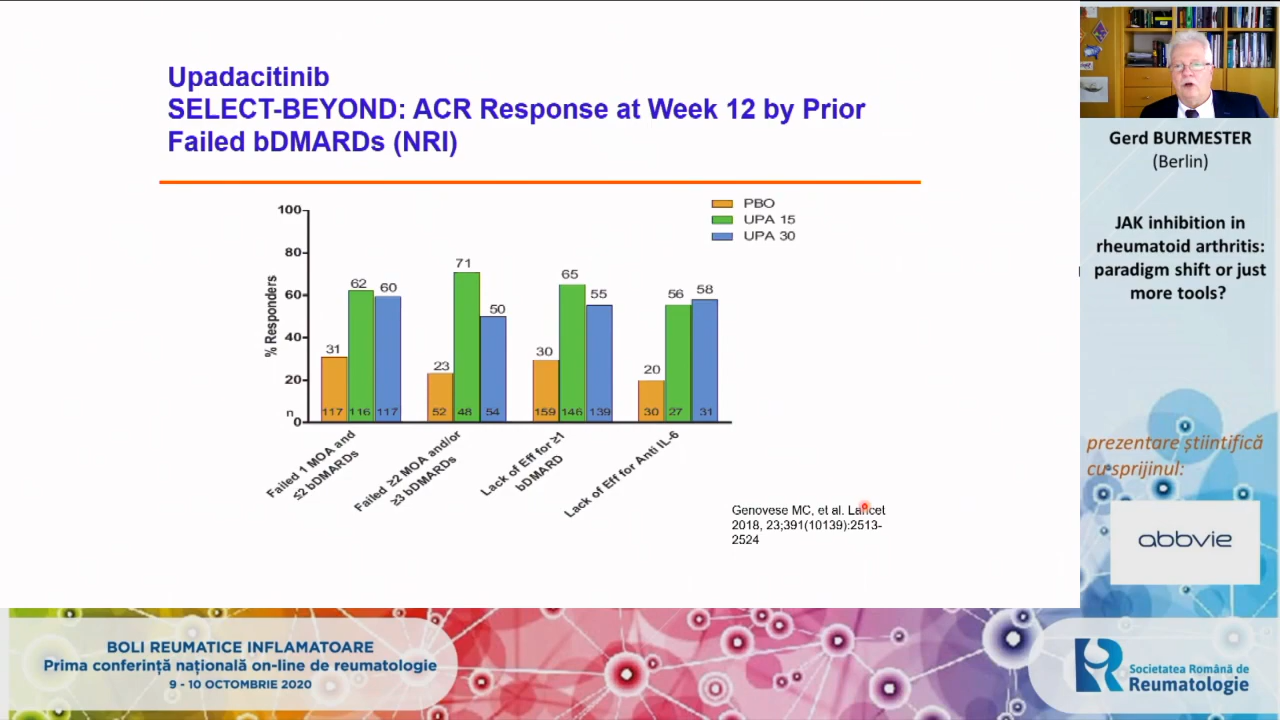 Upadacitinib
SELECT-BEYOND: ACR Response at Week 12 by Prior
Failed bDMARDs (NRI)
PBO
UPA 15
UPA 30
% Responders
100
80
60
40
20
0
n
31
62
60
23
71
50
30
65
55
20
56
58
117
116
117
52
48
54
159
146
139
30
27
31
Failed 1 MOA and
≤2 bDMARDs
Failed ≥2 MOA and/or
≥3 bDMARDs
Lack of Eff for ≥1
bDMARD
Lack of Eff for Anti IL-6
Genovese MC, et al. Lancet
2018, 23;391(10139):2513-
2524
Gerd BURMESTER
(Berlin)
JAK inhibition in
rheumatoid arthritis:
paradigm shift or just
more tools?
prezentare științifică
cu sprijinul:
abbvie
BOLI REUMATICE INFLAMATOARE
Prima conferință națională on-line de reumatologie
9 - 10 OCTOMBRIE 2020
Societatea Română de
Reumatologie